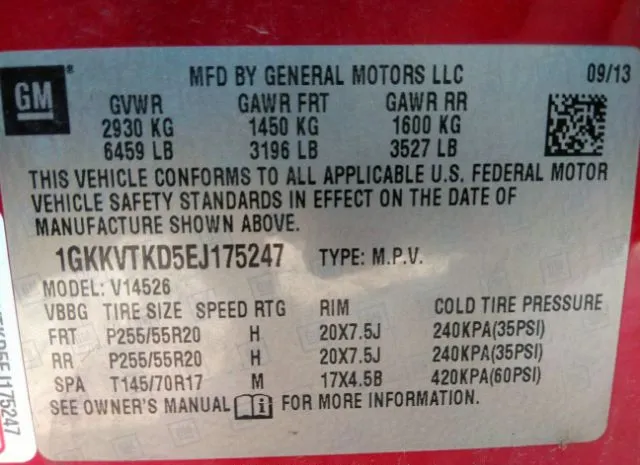 GM ® MFD BY GENERAL MOTORS LLC 09/13
GVWR GAWR FRT GAWR RR
2930 KG 1450 KG 1600 KG
6459 LB 3196 LB 3527 LB
THIS VEHICLE CONFORMS TO ALL APPLICABLE U.S. FEDERAL MOTOR
VEHICLE SAFETY STANDARDS IN EFFECT ON THE DATE OF
MANUFACTURE SHOWN ABOVE.
1GKKVTKD5EJ175247 TYPE: M.P.V.
MODEL: V14526
VBBG TIRE SIZE SPEED RTG RIM COLD TIRE PRESSURE
FRT P255/55R20 H 20X7.5J 240KPA(35PSI)
RR P255/55R20 H 20X7.5J 240KPA(35PSI)
SPA T145/70R17 M 17X4.5B 420KPA(60PSI)
SEE OWNER'S MANUAL FOR MORE INFORMATION.